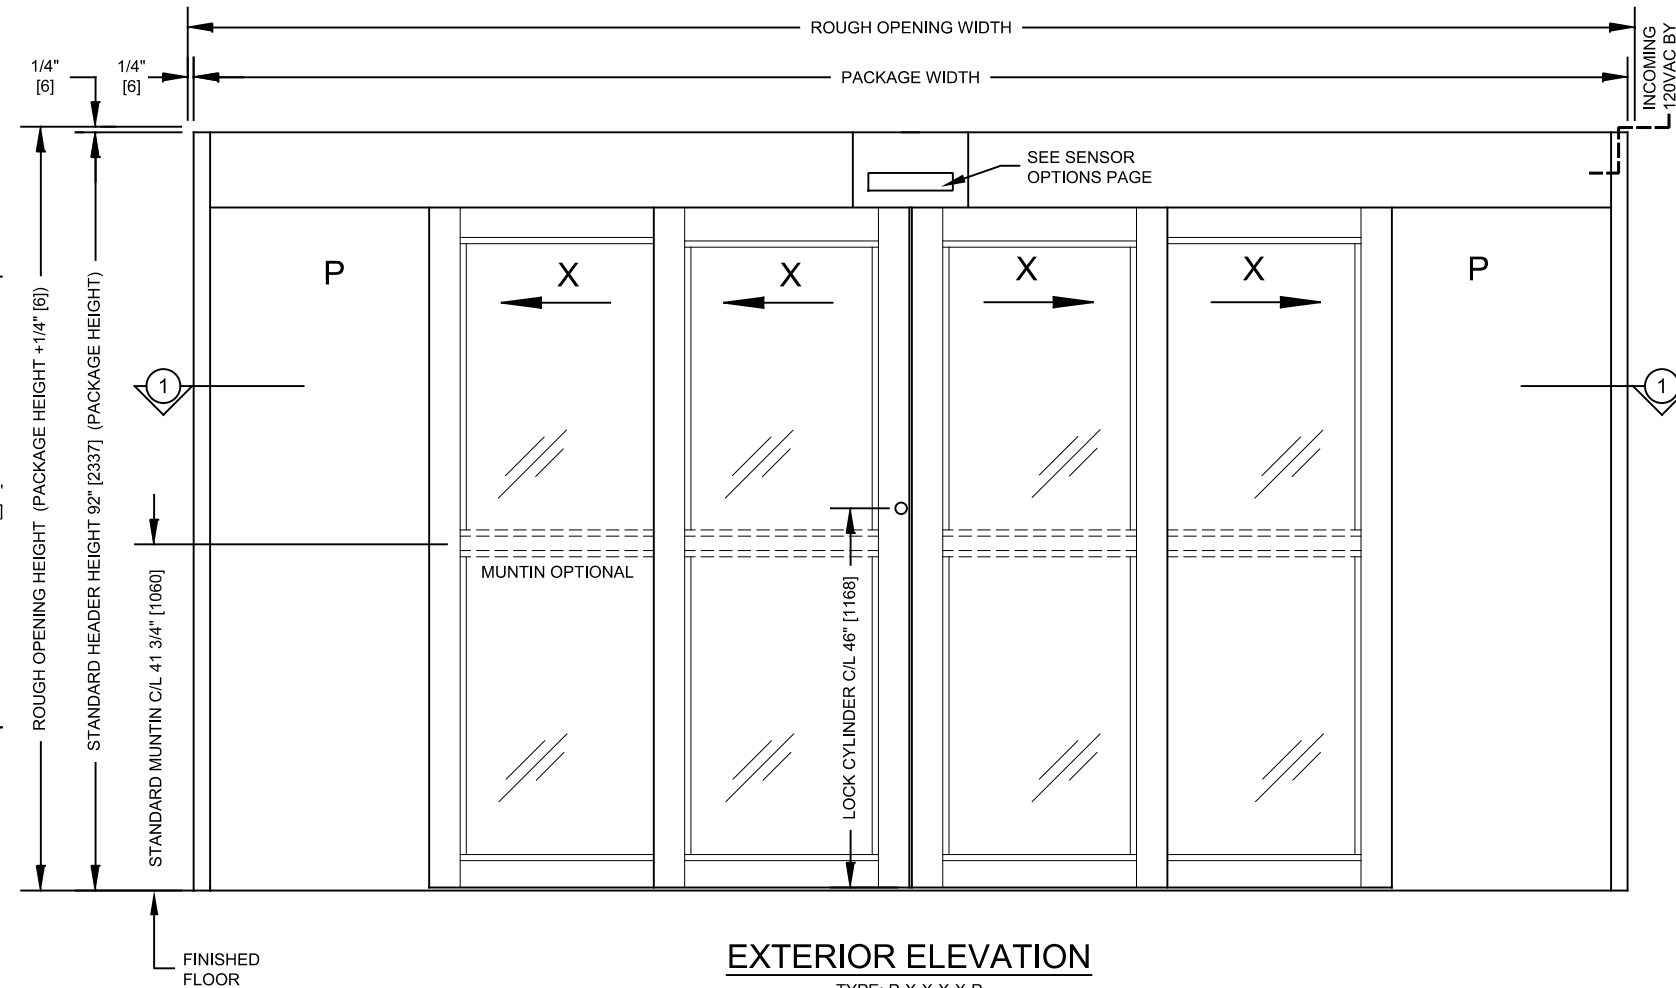 ROUGH OPENING WIDTH
PACKAGE WIDTH
INCOMING
120VAC BY
1/4"
[6]
1/4"
[6]
SEE SENSOR
OPTIONS PAGE
P
X
X
X
X
P
1
1
ROUGH OPENING HEIGHT (PACKAGE HEIGHT +1/4" [6])
STANDARD HEADER HEIGHT 92" [2337] (PACKAGE HEIGHT)
STANDARD MUNTIN C/L 41 3/4" [1060]
MUNTIN OPTIONAL
LOCK CYLINDER C/L 46" [1168]
FINISHED
FLOOR
EXTERIOR ELEVATION
TYPE: P-X-X-X-X-P